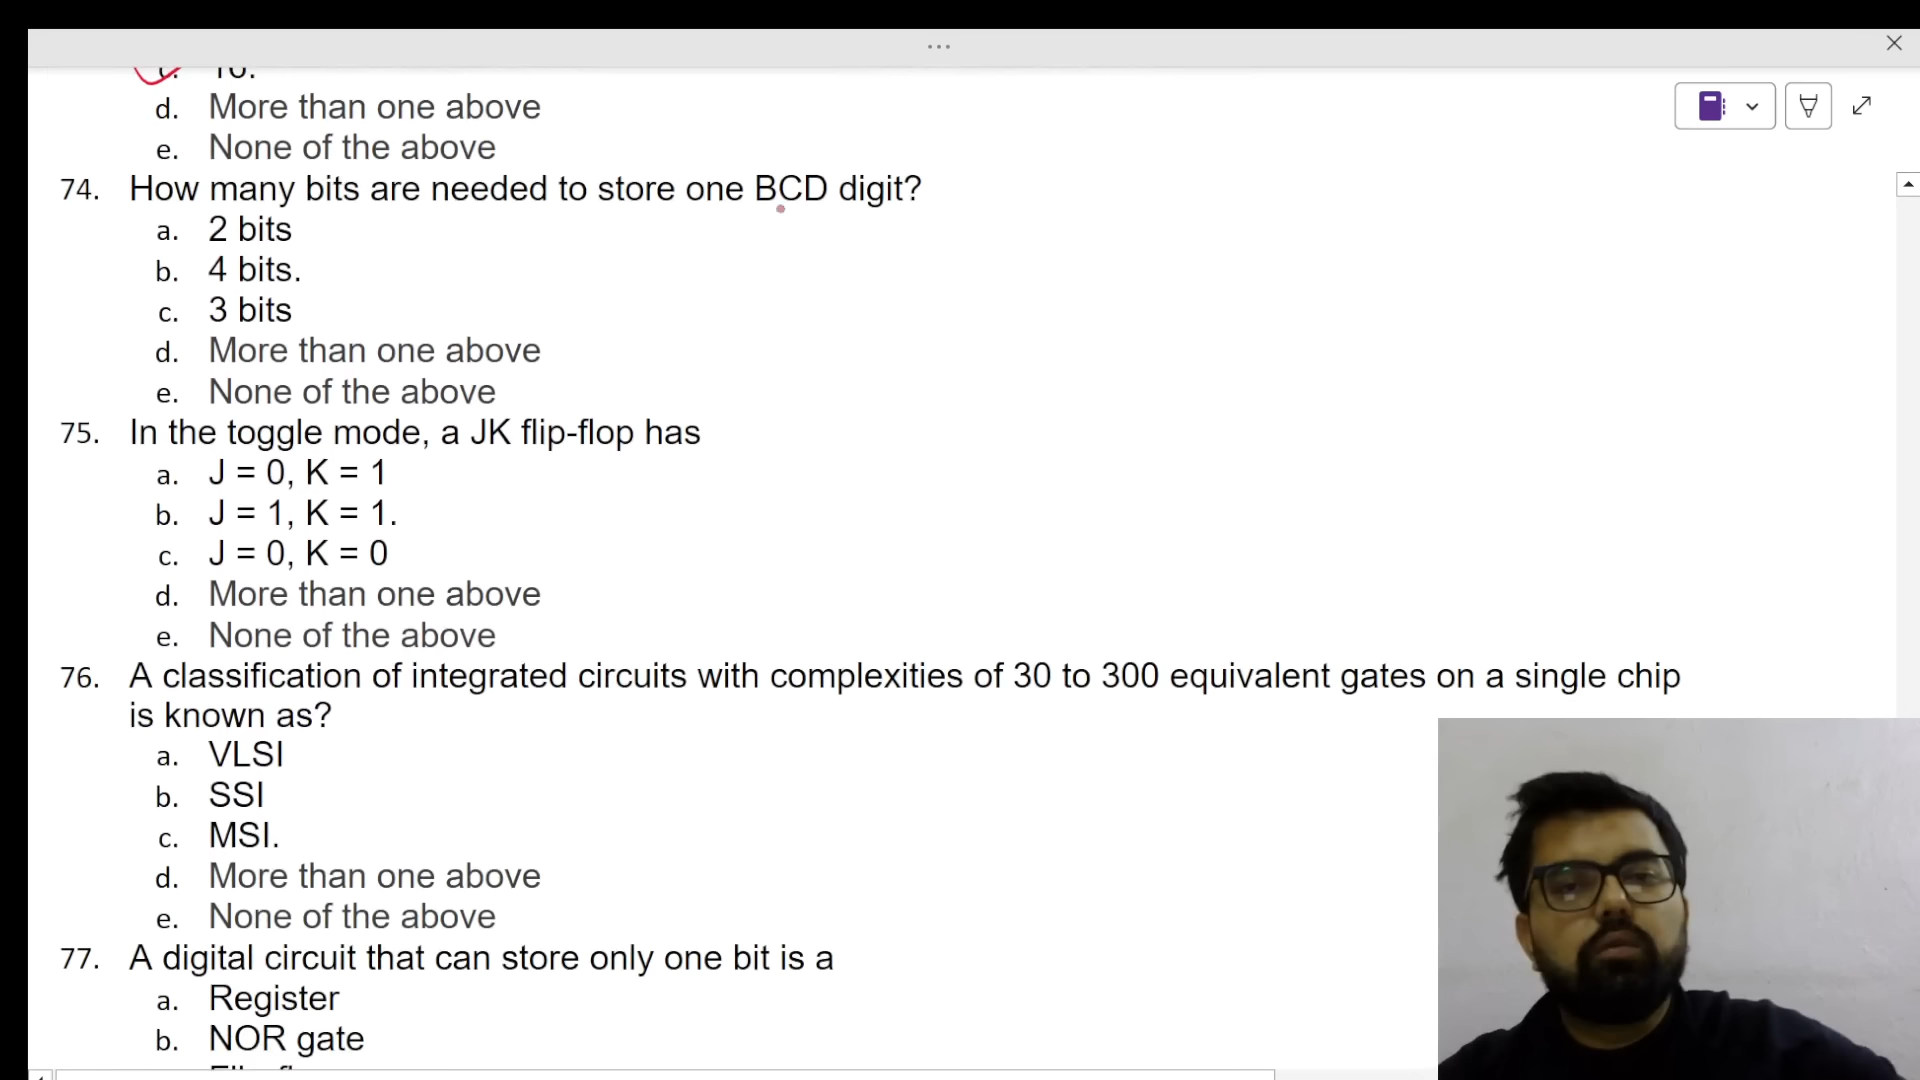 d. More than one above
e. None of the above
74. How many bits are needed to store one BCD digit?
a. 2 bits
b. 4 bits.
c. 3 bits
d. More than one above
e. None of the above
75. In the toggle mode, a JK flip-flop has
a. J = 0, K = 1
b. J = 1, K = 1.
c. J = 0, K = 0
d. More than one above
e. None of the above
76. A classification of integrated circuits with complexities of 30 to 300 equivalent gates on a single chip
is known as?
a. VLSI
b. SSI
c. MSI.
d. More than one above
e. None of the above
77. A digital circuit that can store only one bit is a
a. Register
b. NOR gate